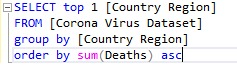 SELECT top 1 [Country Region]
FROM [Corona Virus Dataset]
group by [Country Region]
order by sum(Deaths) asc